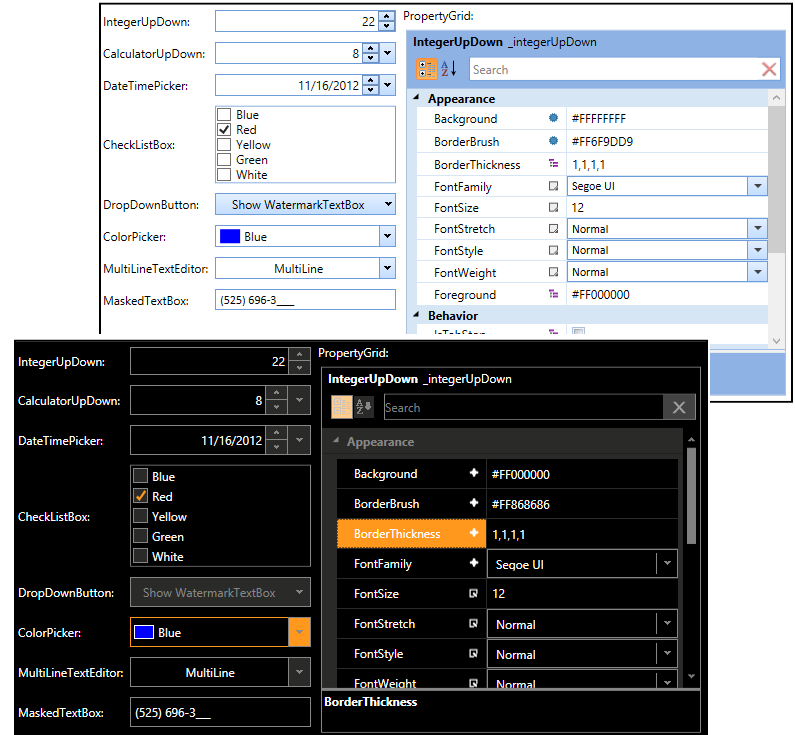 IntegerUpDown: 22
CalculatorUpDown: 8
DateTimePicker: 11/16/2012
CheckListBox:
Blue
Red
Yellow
Green
White
DropDownButton: Show WatermarkTextBox
ColorPicker: Blue
MultiLineTextEditor: MultiLine
MaskedTextBox: (525) 696-3___
PropertyGrid:
IntegerUpDown _integerUpDown
Search
Appearance
Background #FFFFFFFF
BorderBrush #FF6F9DD9
BorderThickness 1,1,1,1
FontFamily Segoe UI
FontSize 12
FontStretch Normal
FontStyle Normal
FontWeight Normal
Foreground #FF000000
Behavior
IntegerUpDown: 22
CalculatorUpDown: 8
DateTimePicker: 11/16/2012
CheckListBox:
Blue
Red
Yellow
Green
White
DropDownButton: Show WatermarkTextBox
ColorPicker: Blue
MultiLineTextEditor: MultiLine
MaskedTextBox: (525) 696-3___
PropertyGrid:
IntegerUpDown _integerUpDown
Search
Appearance
Background #FF000000
BorderBrush #FF868686
BorderThickness 1,1,1,1
FontFamily Segoe UI
FontSize 12
FontStretch Normal
FontStyle Normal
FontWeight Normal
BorderThickness